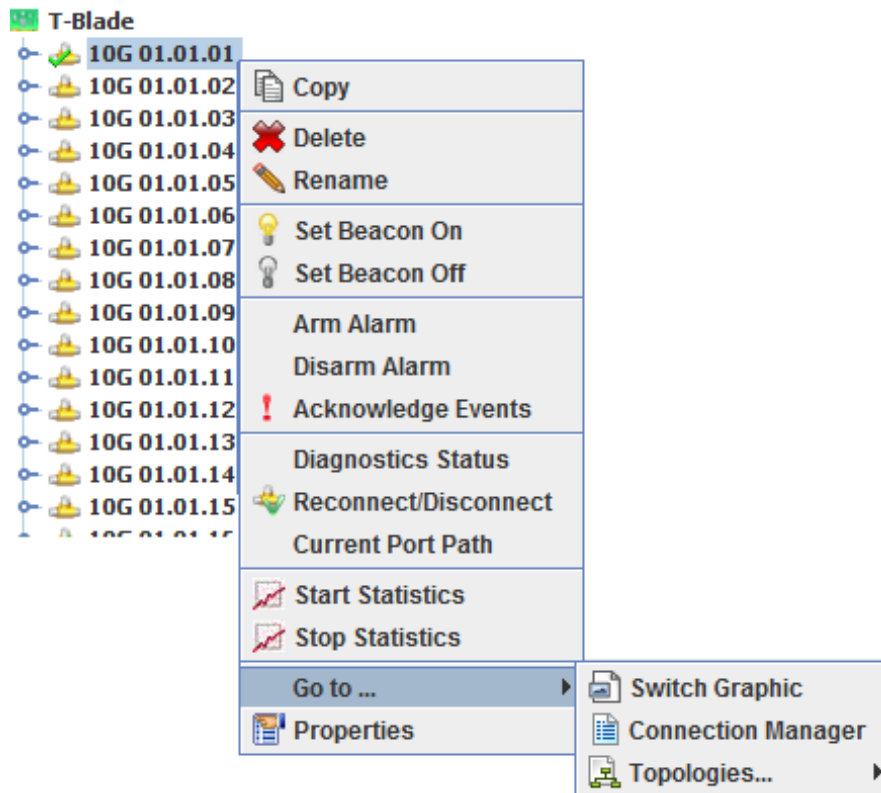 T-Blade
10G 01.01.01
10G 01.01.02
10G 01.01.03
10G 01.01.04
10G 01.01.05
10G 01.01.06
10G 01.01.07
10G 01.01.08
10G 01.01.09
10G 01.01.10
10G 01.01.11
10G 01.01.12
10G 01.01.13
10G 01.01.14
10G 01.01.15
Copy
Delete
Rename
Set Beacon On
Set Beacon Off
Arm Alarm
Disarm Alarm
Acknowledge Events
Diagnostics Status
Reconnect/Disconnect
Current Port Path
Start Statistics
Stop Statistics
Go to ...
Properties
Switch Graphic
Connection Manager
Topologies...